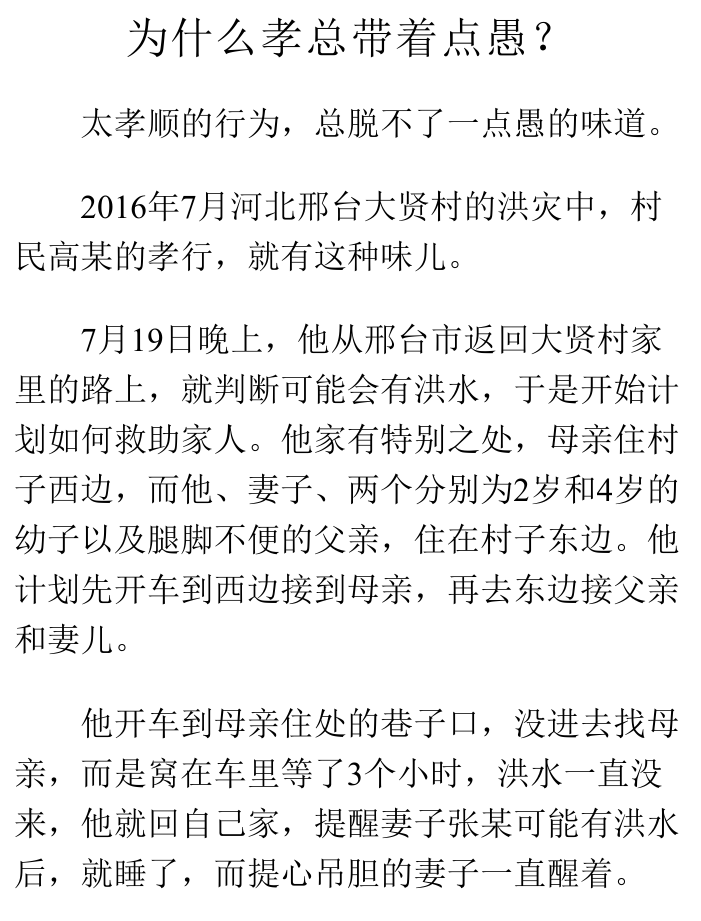 为什么孝总带着点愚？
太孝顺的行为，总脱不了一点愚的味道。
2016年7月河北邢台大贤村的洪灾中，村
民高某的孝行，就有这种味儿。
7月19日晚上，他从邢台市返回大贤村家
里的路上，就判断可能会有洪水，于是开始计
划如何救助家人。他家有特别之处，母亲住村
子西边，而他、妻子、两个分别为2岁和4岁的
幼子以及腿脚不便的父亲，住在村子东边。他
计划先开车到西边接到母亲，再去东边接父亲
和妻儿。
他开车到母亲住处的巷子口，没进去找母
亲，而是窝在车里等了3个小时，洪水一直没
来，他就回自己家，提醒妻子张某可能有洪水
后，就睡了，而提心吊胆的妻子一直醒着。